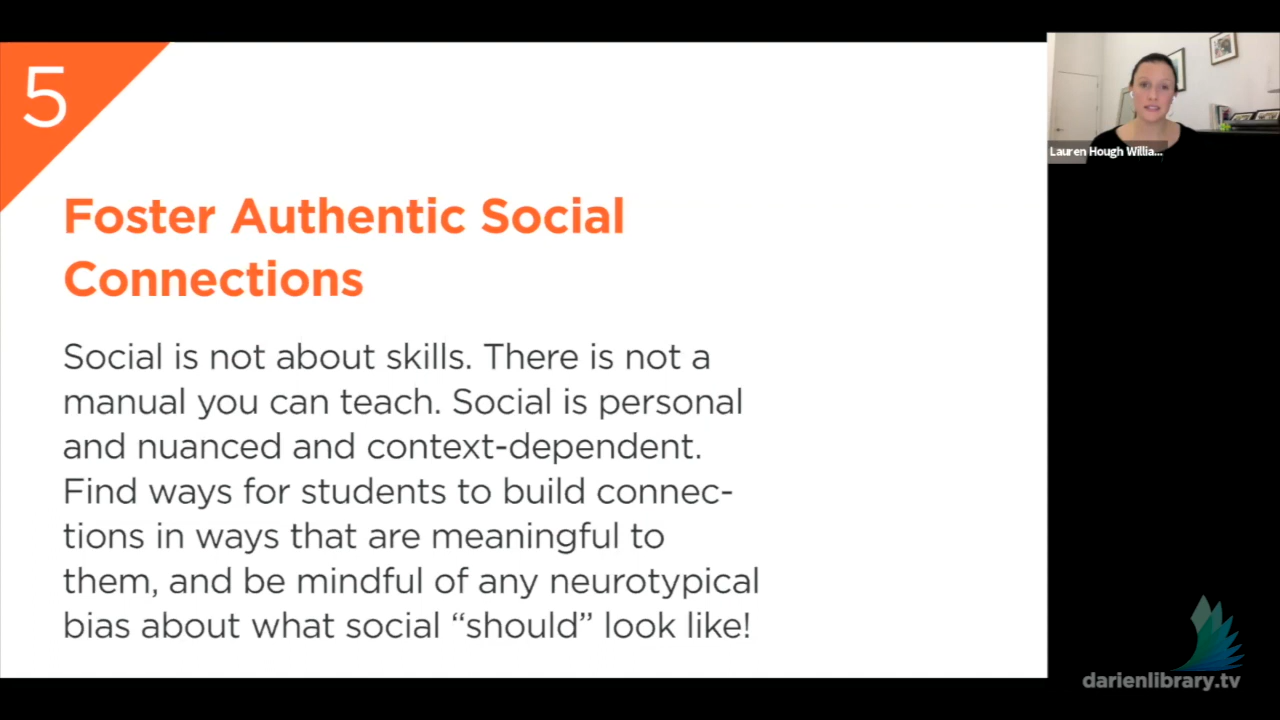 5
Foster Authentic Social
Connections
Social is not about skills. There is not a
manual you can teach. Social is personal
and nuanced and context-dependent.
Find ways for students to build connec-
tions in ways that are meaningful to
them, and be mindful of any neurotypical
bias about what social “should” look like!
Lauren Hough Willia...
darienlibrary.tv